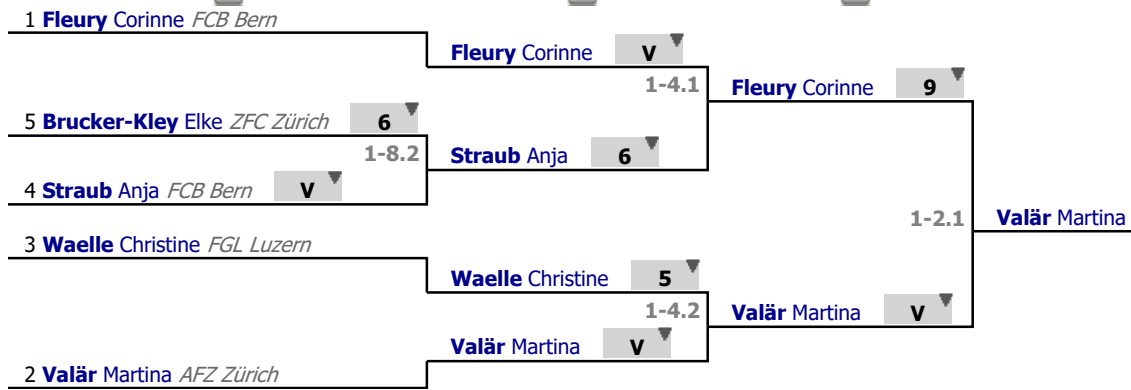 1 Fleury Corinne FCB Bern
Fleury Corinne V
1-4.1
Fleury Corinne 9
5 Brucker-Kley Elke ZFC Zürich 6
1-8.2
Straub Anja 6
4 Straub Anja FCB Bern V
1-2.1
Valär Martina
3 Waelle Christine FGL Luzern
Waelle Christine 5
1-4.2
Valär Martina V
Valär Martina V
2 Valär Martina AFZ Zürich